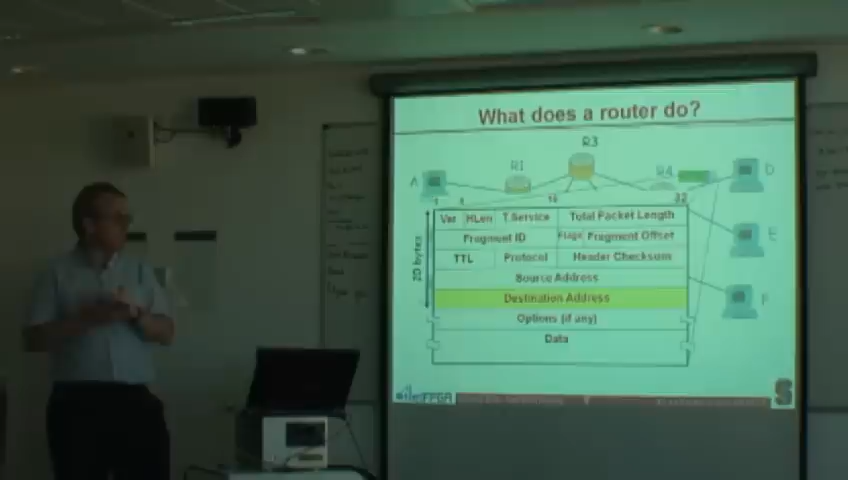 What does a router do?
R3
R1
R4
A
D
1 4 16 32
Ver HLen T.Service Total Packet Length
Fragment ID Flags Fragment Offset
E
TTL Protocol Header Checksum
20 bytes
Source Address
Destination Address
F
Options (if any)
Data
NetFPGA
S